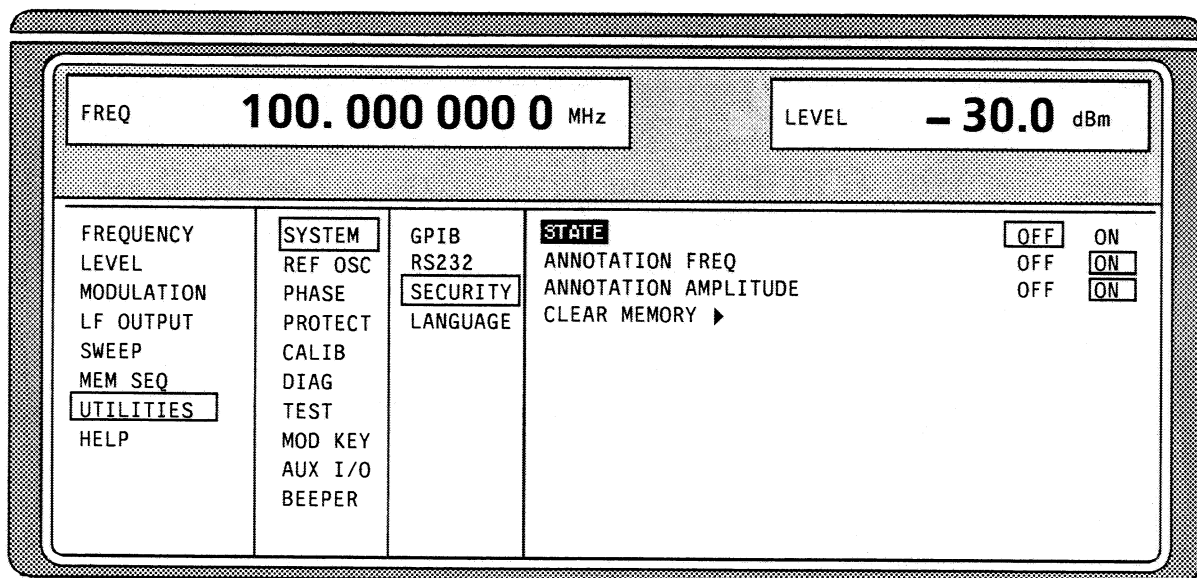 FREQ 100.000 000 0 MHz LEVEL – 30.0 dBm
FREQUENCY
LEVEL
MODULATION
LF OUTPUT
SWEEP
MEM SEQ
UTILITIES
HELP
SYSTEM
REF OSC
PHASE
PROTECT
CALIB
DIAG
TEST
MOD KEY
AUX I/O
BEEPER
GPIB
RS232
SECURITY
LANGUAGE
STATE OFF ON
ANNOTATION FREQ OFF ON
ANNOTATION AMPLITUDE OFF ON
CLEAR MEMORY ▶